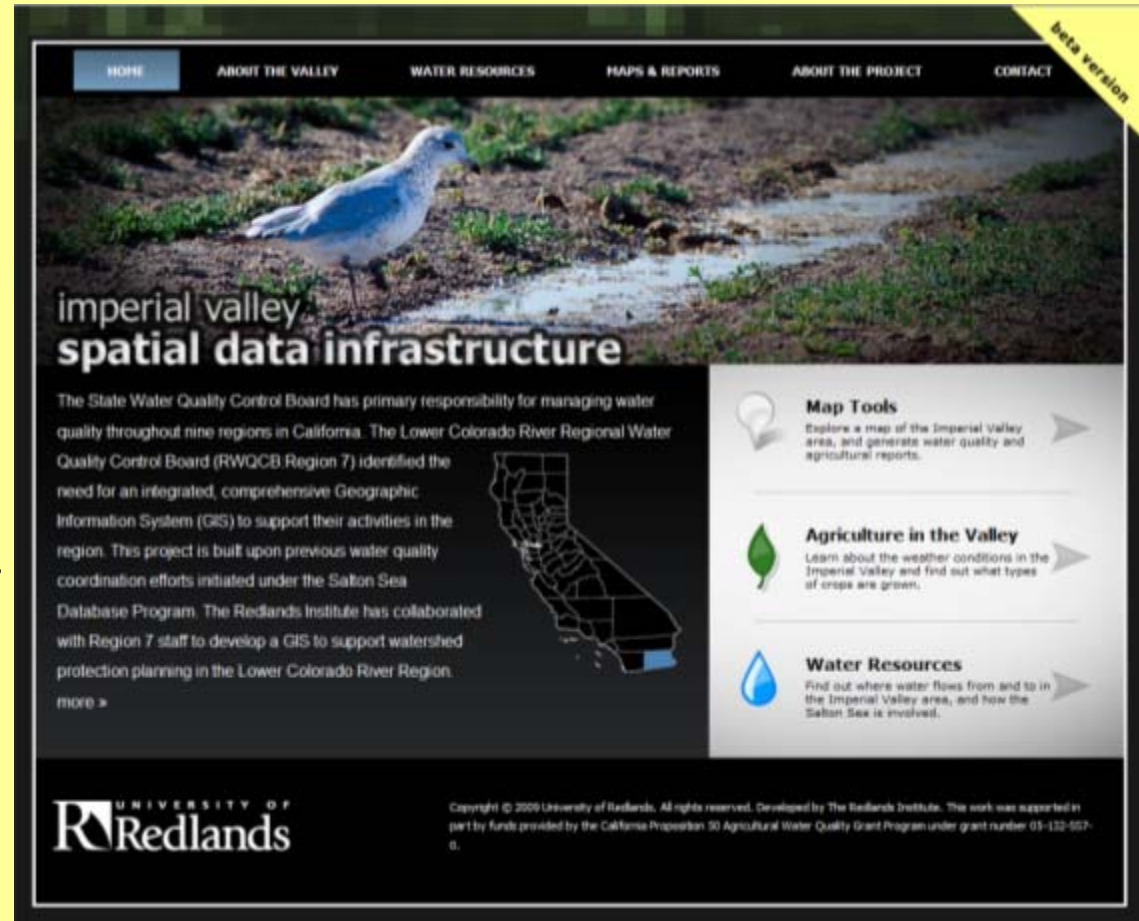 beta version
HOME ABOUT THE VALLEY WATER RESOURCES MAPS & REPORTS ABOUT THE PROJECT CONTACT
imperial valley
spatial data infrastructure
The State Water Quality Control Board has primary responsibility for managing water
quality throughout nine regions in California. The Lower Colorado River Regional Water
Quality Control Board (RWQCB Region 7) identified the
need for an integrated, comprehensive Geographic
Information System (GIS) to support their activities in the
region. This project is built upon previous water quality
coordination efforts initiated under the Salton Sea
Database Program. The Redlands Institute has collaborated
with Region 7 staff to develop a GIS to support watershed
protection planning in the Lower Colorado River Region.
more »
Map Tools
Explore a map of the Imperial Valley
area, and generate water quality and
agricultural reports.
Agriculture in the Valley
Learn about the weather conditions in the
Imperial Valley and find out what types
of crops are grown.
Water Resources
Find out where water flows from and to in
the Imperial Valley area, and how the
Salton Sea is involved.
UNIVERSITY OF
Redlands
Copyright © 2009 University of Redlands. All rights reserved. Developed by The Redlands Institute. This work was supported in
part by funds provided by the California Proposition 50 Agricultural Water Quality Grant Program under grant number 05-132-557-
0.